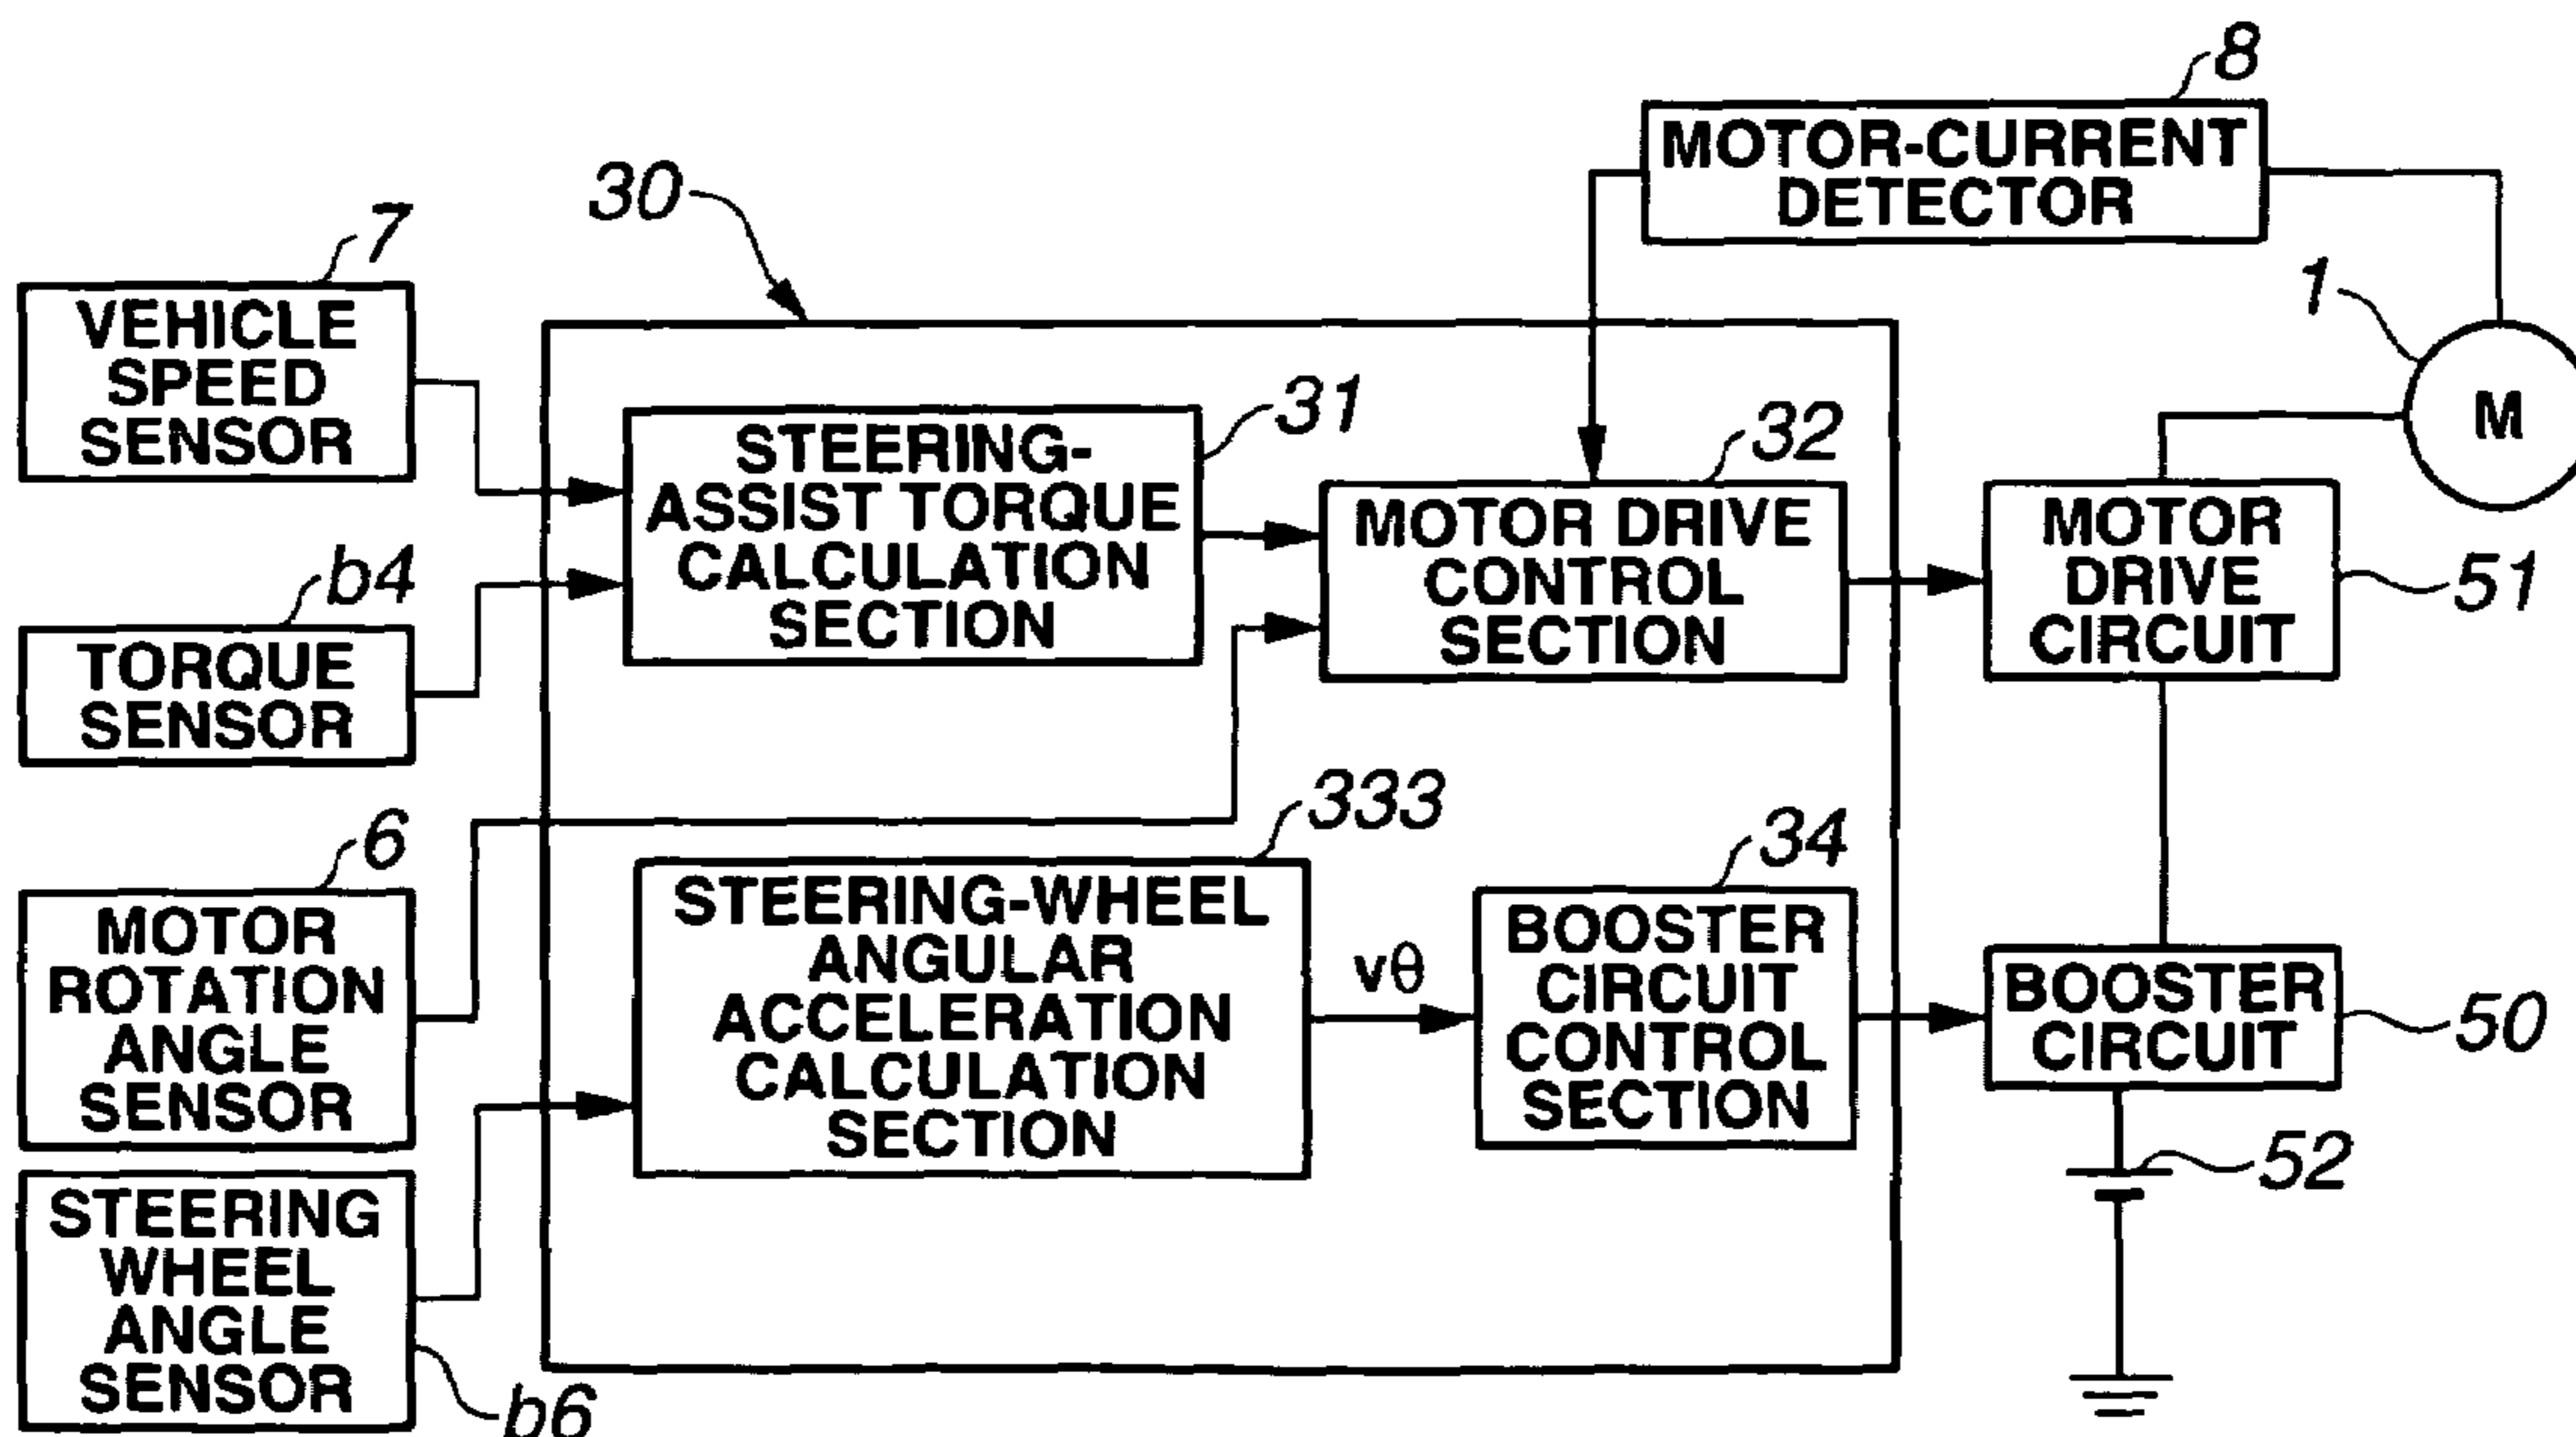 8
MOTOR-CURRENT
DETECTOR
30
7
VEHICLE
SPEED
SENSOR
1
M
31
STEERING-
ASSIST TORQUE
CALCULATION
SECTION
32
MOTOR DRIVE
CONTROL
SECTION
MOTOR
DRIVE
CIRCUIT
51
b4
TORQUE
SENSOR
6
MOTOR
ROTATION
ANGLE
SENSOR
333
STEERING-WHEEL
ANGULAR
ACCELERATION
CALCULATION
SECTION
vθ
34
BOOSTER
CIRCUIT
CONTROL
SECTION
BOOSTER
CIRCUIT
50
52
STEERING
WHEEL
ANGLE
SENSOR
b6